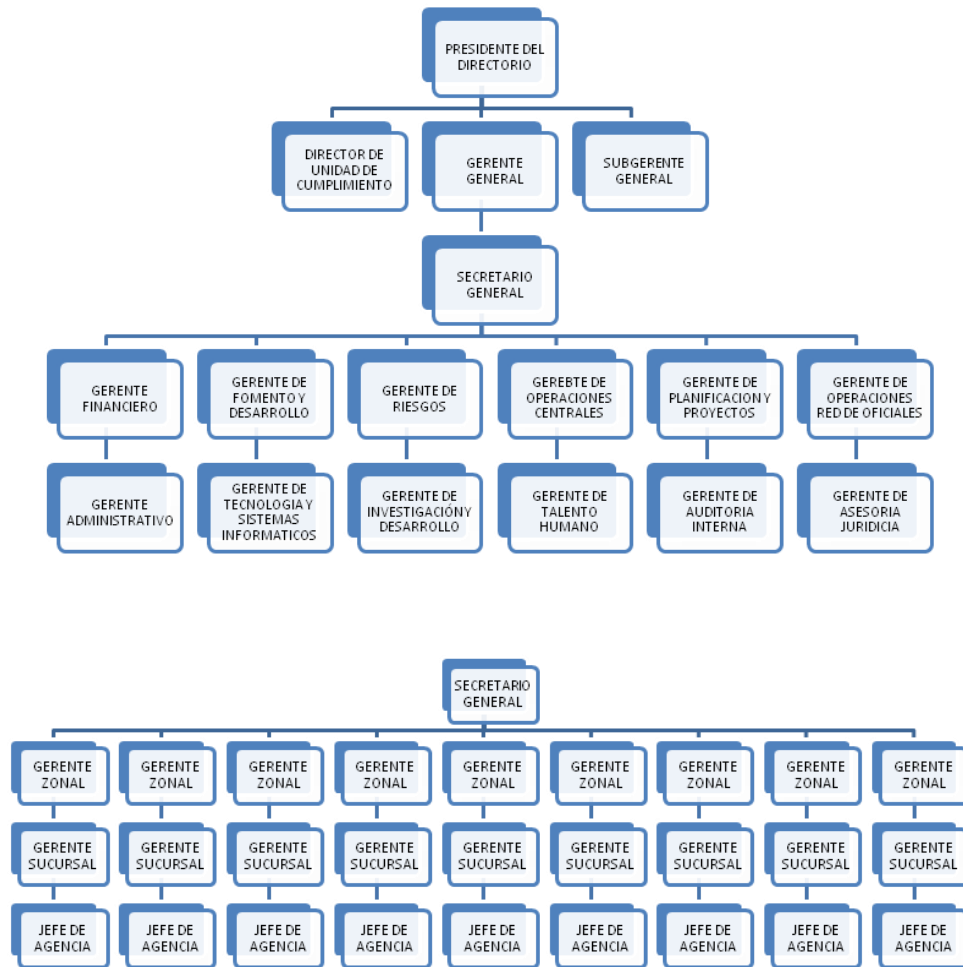 PRESIDENTE DEL
DIRECTORIO
DIRECTOR DE
UNIDAD DE
CUMPLIMIENTO
GERENTE
GENERAL
SUBGERENTE
GENERAL
SECRETARIO
GENERAL
GERENTE
FINANCIERO
GERENTE DE
FOMENTO Y
DESARROLLO
GERENTE DE
RIESGOS
GEREBTE DE
OPERACIONES
CENTRALES
GERENTE DE
PLANIFICACION Y
PROYECTOS
GERENTE DE
OPERACIONES
RED DE OFICIALES
GERENTE
ADMINISTRATIVO
GERENTE DE
TECNOLOGIA Y
SISTEMAS
INFORMATICOS
GERENTE DE
INVESTIGACIÓN Y
DESARROLLO
GERENTE DE
TALENTO
HUMANO
GERENTE DE
AUDITORIA
INTERNA
GERENTE DE
ASESORIA
JURIDICIA
SECRETARIO
GENERAL
GERENTE
ZONAL
GERENTE
ZONAL
GERENTE
ZONAL
GERENTE
ZONAL
GERENTE
ZONAL
GERENTE
ZONAL
GERENTE
ZONAL
GERENTE
ZONAL
GERENTE
ZONAL
GERENTE
SUCURSAL
GERENTE
SUCURSAL
GERENTE
SUCURSAL
GERENTE
SUCURSAL
GERENTE
SUCURSAL
GERENTE
SUCURSAL
GERENTE
SUCURSAL
GERENTE
SUCURSAL
GERENTE
SUCURSAL
JEFE DE
AGENCIA
JEFE DE
AGENCIA
JEFE DE
AGENCIA
JEFE DE
AGENCIA
JEFE DE
AGENCIA
JEFE DE
AGENCIA
JEFE DE
AGENCIA
JEFE DE
AGENCIA
JEFE DE
AGENCIA